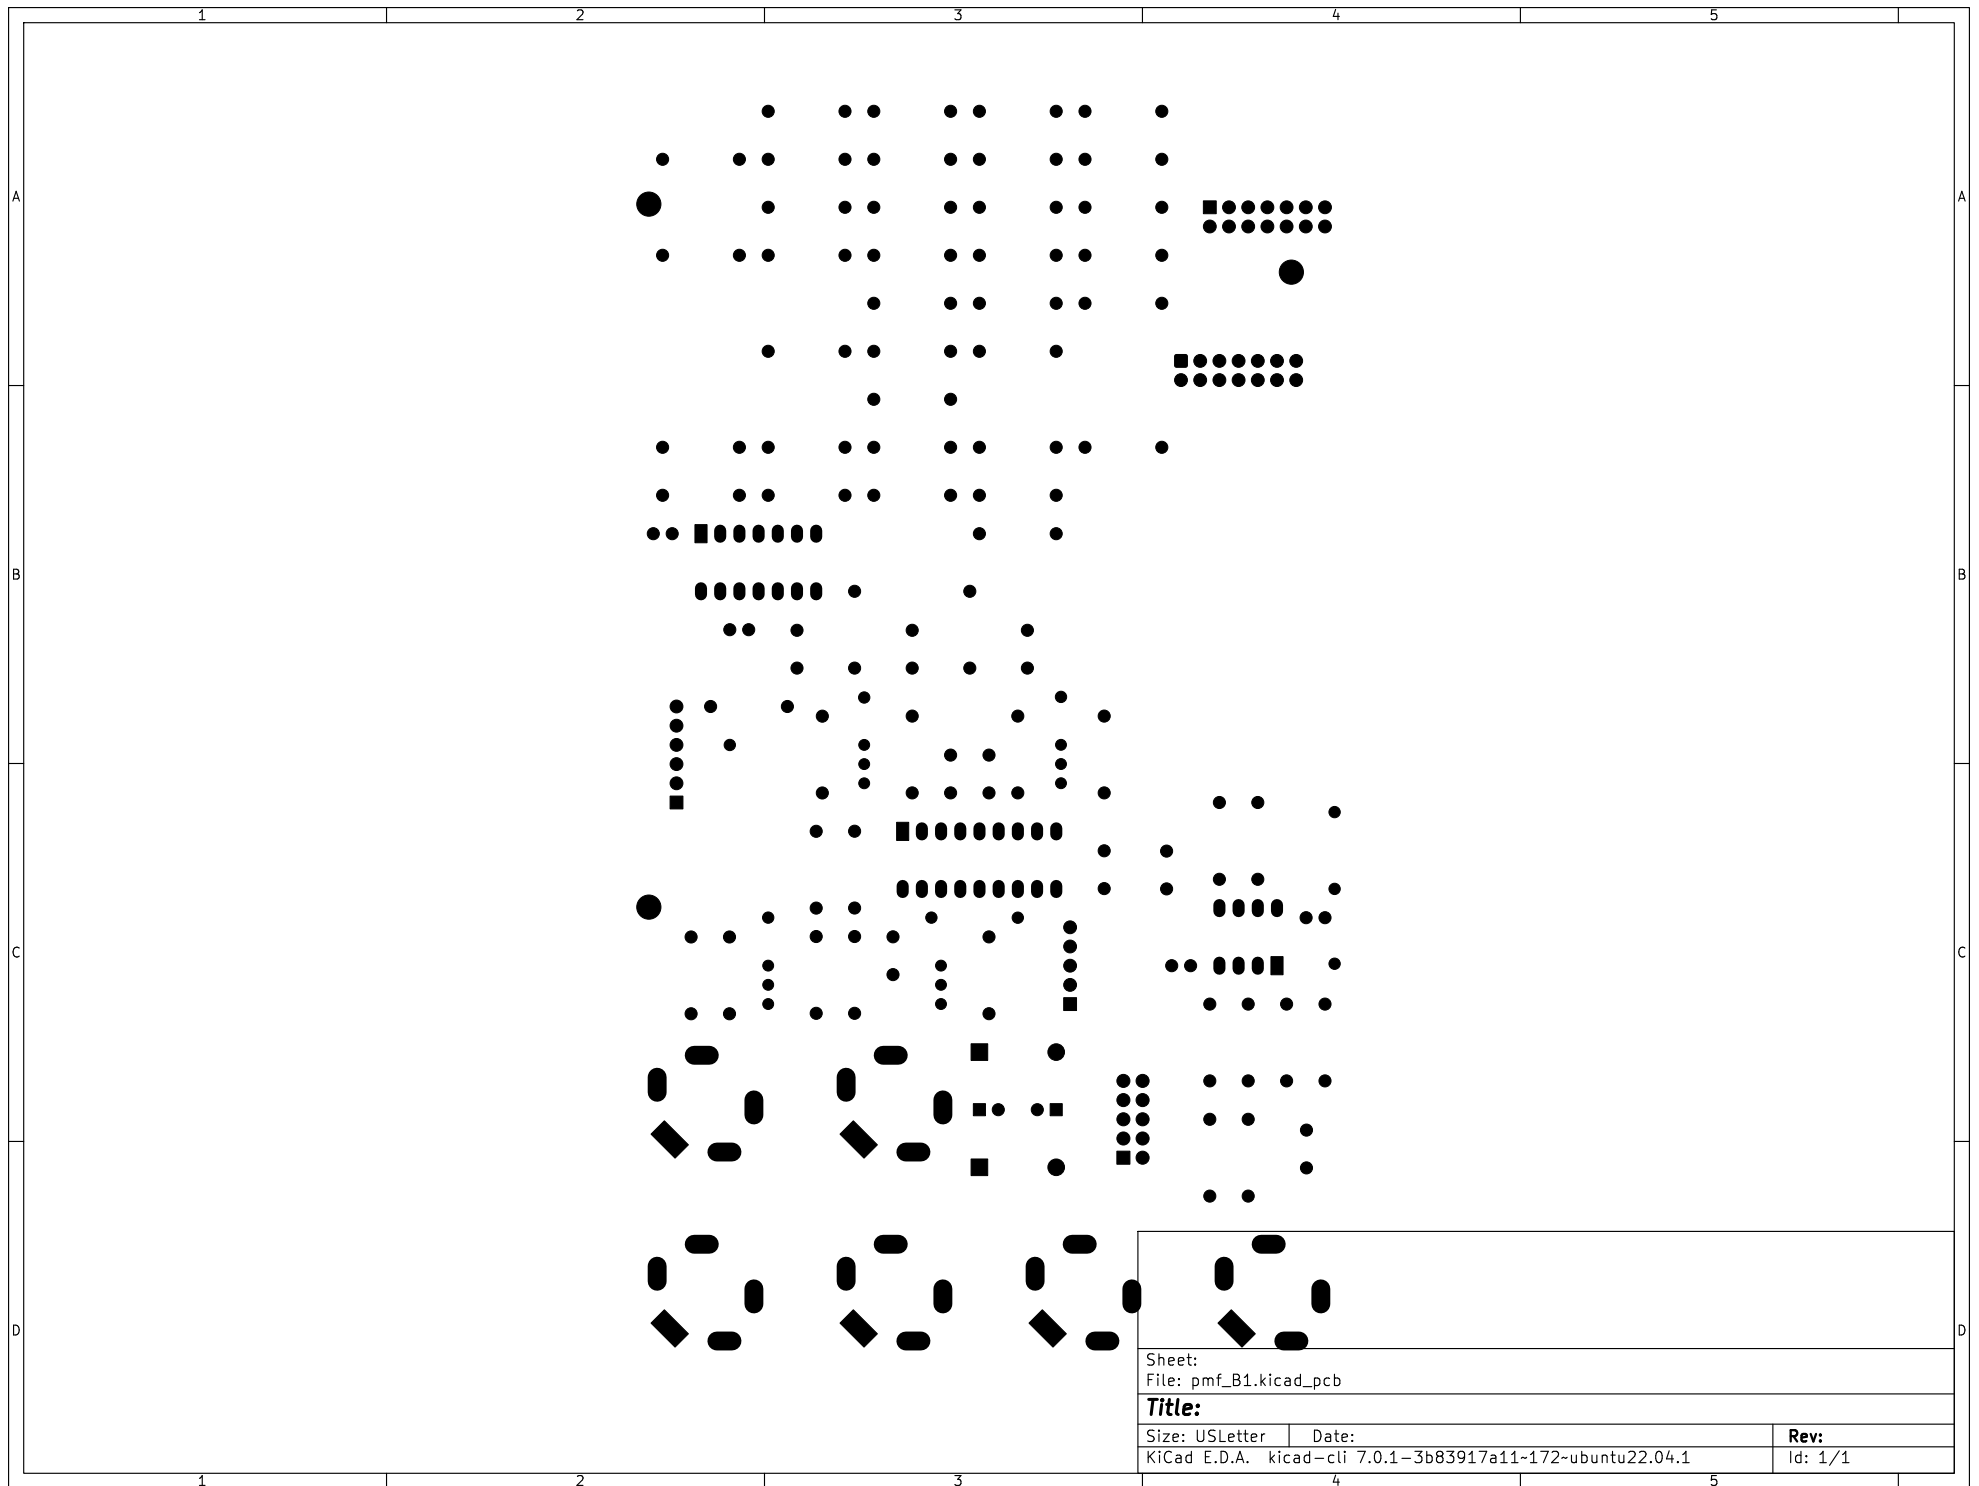 1 2 3 4 5
A A
B B
C C
D D
Sheet:
File: pmf_B1.kicad_pcb
Title:
Size: USLetter Date: Rev:
KiCad E.D.A. kicad-cli 7.0.1-3b83917a11~172~ubuntu22.04.1 Id: 1/1
1 2 3 4 5